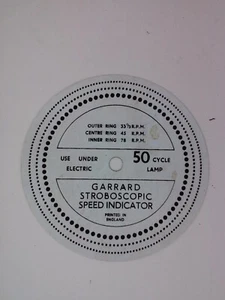 OUTER RING 33⅓ R.P.M.
CENTRE RING 45 R.P.M.
INNER RING 78 R.P.M.
USE UNDER 50 CYCLE
ELECTRIC LAMP
GARRARD
STROBOSCOPIC
SPEED INDICATOR
PRINTED IN
ENGLAND